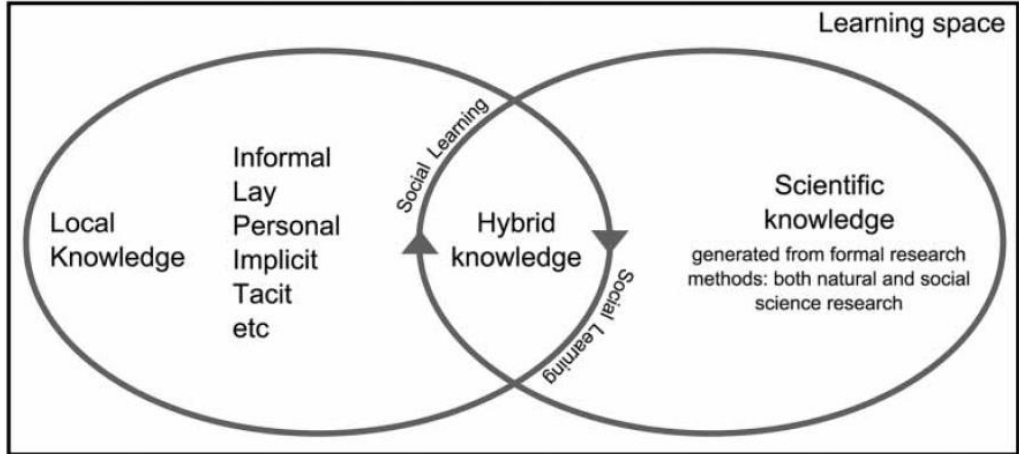 Learning space
Local
Knowledge
Informal
Lay
Personal
Implicit
Tacit
etc
Social Learning
Hybrid
knowledge
Social Learning
Scientific
knowledge
generated from formal research
methods: both natural and social
science research